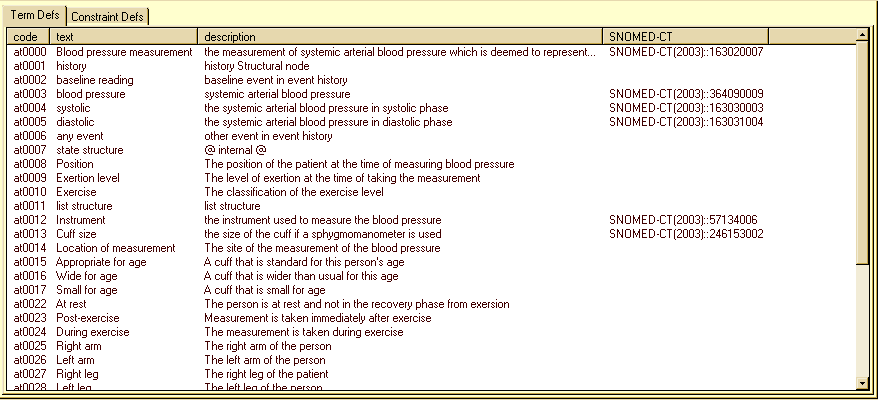 Term Defs Constraint Defs
code text description SNOMED-CT
at0000 Blood pressure measurement the measurement of systemic arterial blood pressure which is deemed to represent... SNOMED-CT(2003)::163020007
at0001 history history Structural node
at0002 baseline reading baseline event in event history
at0003 blood pressure systemic arterial blood pressure SNOMED-CT(2003)::364090009
at0004 systolic the systemic arterial blood pressure in systolic phase SNOMED-CT(2003)::163030003
at0005 diastolic the systemic arterial blood pressure in diastolic phase SNOMED-CT(2003)::163031004
at0006 any event other event in event history
at0007 state structure @ internal @
at0008 Position The position of the patient at the time of measuring blood pressure
at0009 Exertion level The level of exertion at the time of taking the measurement
at0010 Exercise The classification of the exercise level
at0011 list structure list structure
at0012 Instrument the instrument used to measure the blood pressure SNOMED-CT(2003)::57134006
at0013 Cuff size the size of the cuff if a sphygmomanometer is used SNOMED-CT(2003)::246153002
at0014 Location of measurement The site of the measurement of the blood pressure
at0015 Appropriate for age A cuff that is standard for this person's age
at0016 Wide for age A cuff that is wider than usual for this age
at0017 Small for age A cuff that is small for age
at0022 At rest The person is at rest and not in the recovery phase from exersion
at0023 Post-exercise Measurement is taken immediately after exercise
at0024 During exercise The measurement is taken during exercise
at0025 Right arm The right arm of the person
at0026 Left arm The left arm of the person
at0027 Right leg The right leg of the patient
at0028 Left leg The left leg of the person